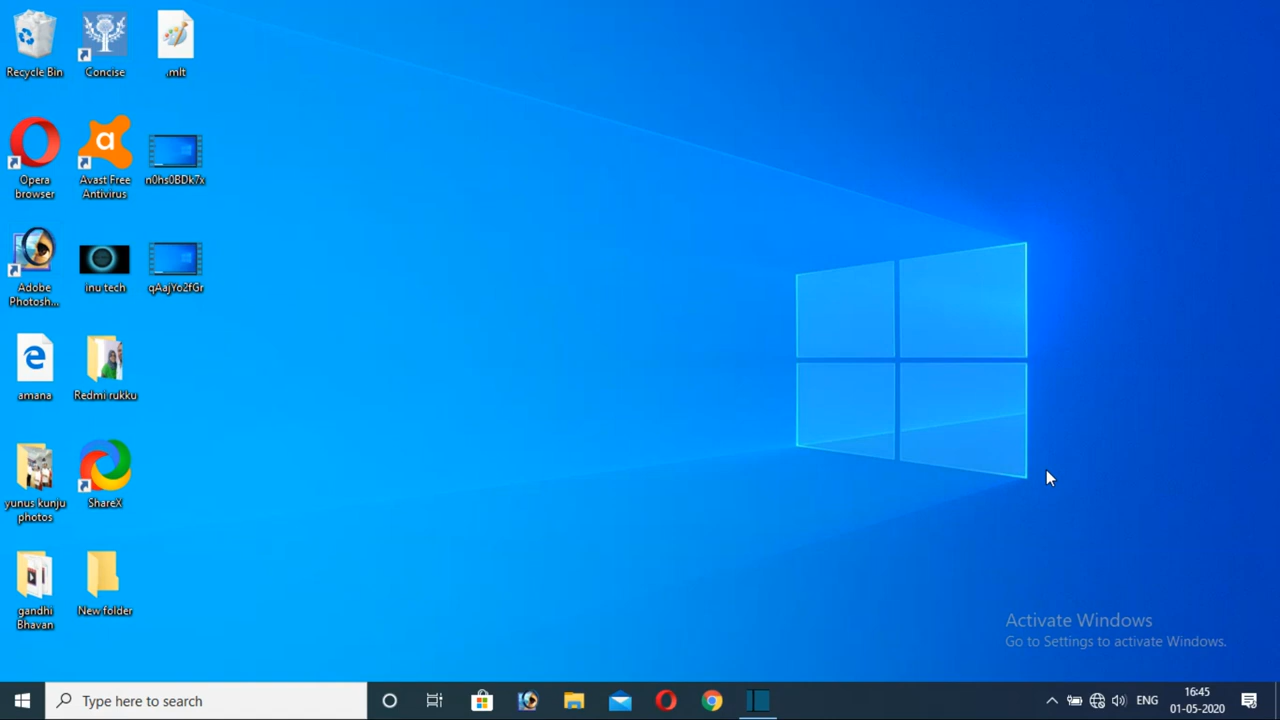 Recycle Bin
Concise
.mlt
Opera
browser
Avast Free
Antivirus
n0hs0BDk7x
Adobe
Photosh...
inu tech
qAajYo2fGr
amana
Redmi rukku
yunus kunju
photos
ShareX
gandhi
Bhavan
New folder
Activate Windows
Go to Settings to activate Windows.
Type here to search
ENG
16:45
01-05-2020